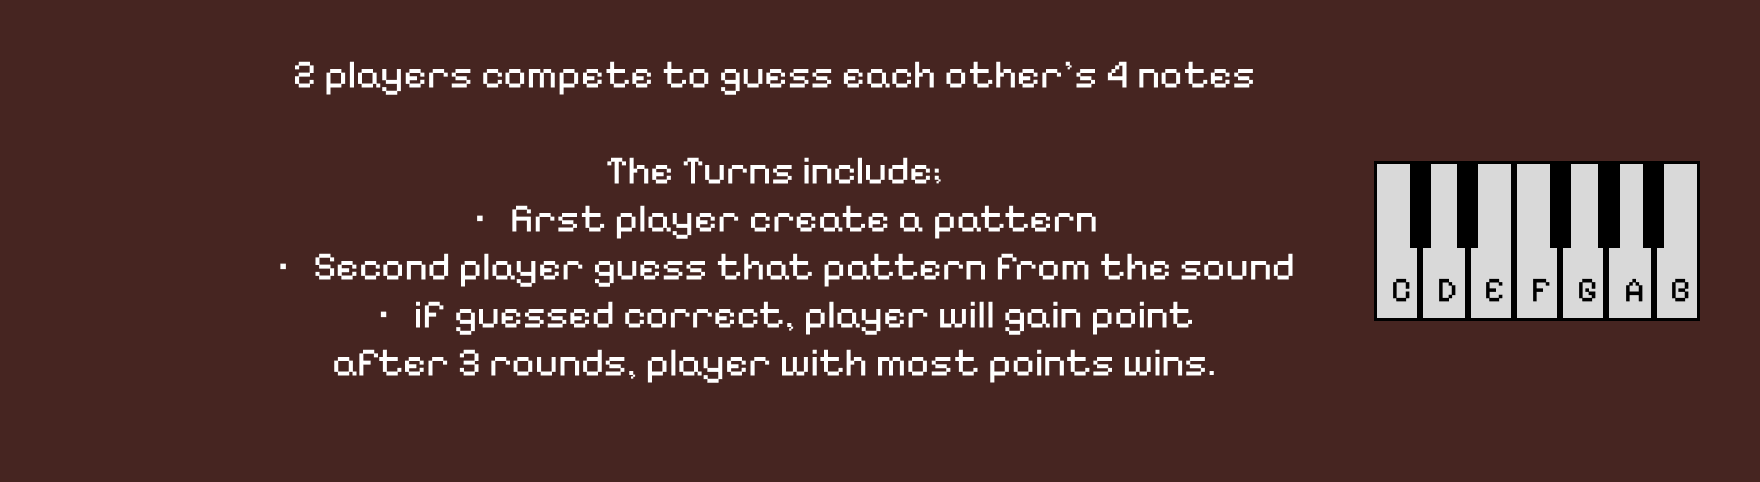 2 players compete to guess each other's 4 notes
The Turns include;
· first player create a pattern
· Second player guess that pattern from the sound
· if guessed correct, player will gain point
after 3 rounds, player with most points wins.
C D E F G A B